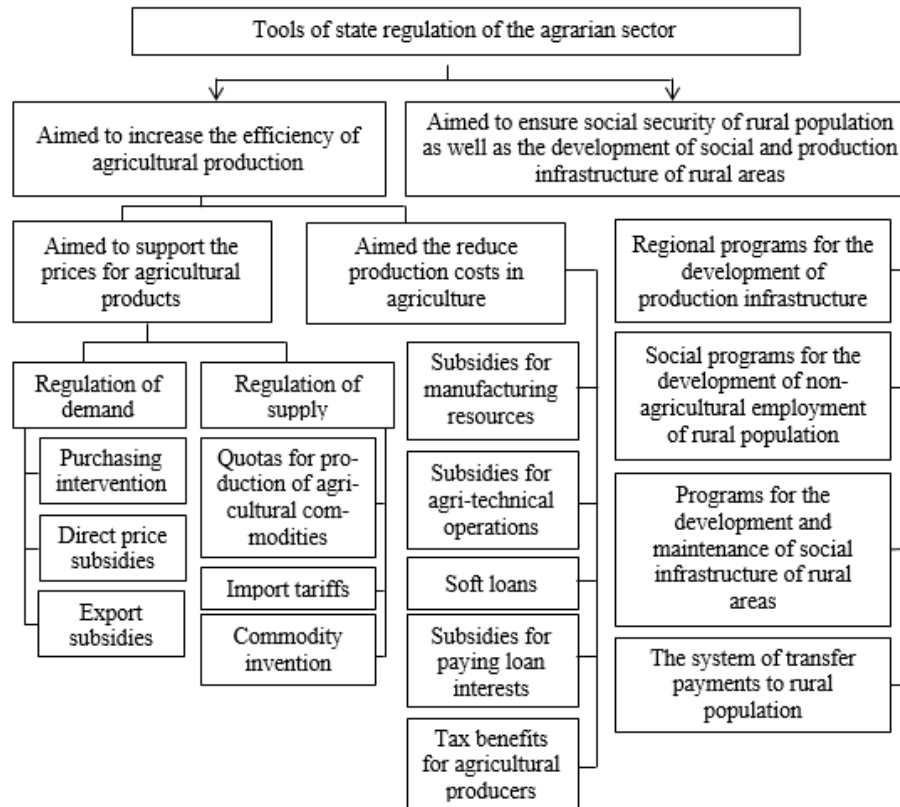 Tools of state regulation of the agrarian sector
Aimed to increase the efficiency of
agricultural production
Aimed to ensure social security of rural population
as well as the development of social and production
infrastructure of rural areas
Aimed to support the
prices for agricultural
products
Aimed the reduce
production costs in
agriculture
Regulation of
demand
Purchasing
intervention
Direct price
subsidies
Export
subsidies
Regulation of
supply
Quotas for pro-
duction of agri-
cultural com-
modities
Import tariffs
Commodity
invention
Subsidies for
manufacturing
resources
Subsidies for
agri-technical
operations
Soft loans
Subsidies for
paying loan
interests
Tax benefits
for agricultural
producers
Regional programs for the
development of
production infrastructure
Social programs for the
development of non-
agricultural employment
of rural population
Programs for the
development and
maintenance of social
infrastructure of rural
areas
The system of transfer
payments to rural
population